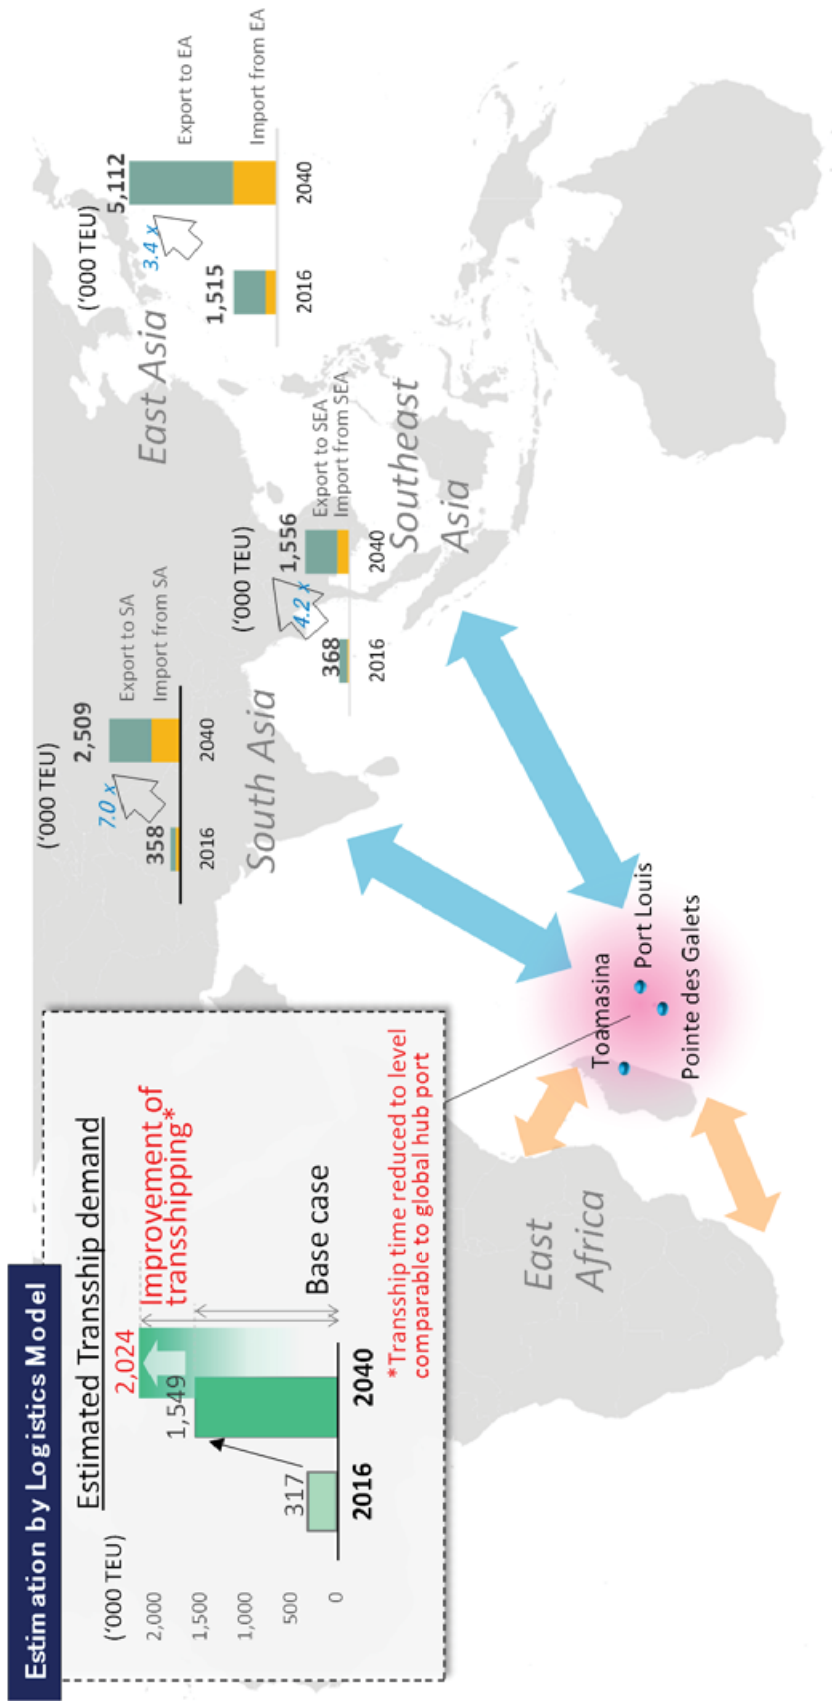 Estimation by Logistics Model
Estimated Transship demand
('000 TEU)
2,000
1,500
1,000
500
0
317
1,549
2,024
2016
2040
Improvement of
transshipping*
Base case
*Transship time reduced to level
comparable to global hub port
('000 TEU)
358
7.0 x
2,509
Export to SA
Import from SA
2016
2040
South Asia
('000 TEU)
368
4.2 x
1,556
Export to SEA
Import from SEA
2016
2040
Southeast
Asia
('000 TEU)
1,515
3.4 x
5,112
Export to EA
Import from EA
2016
2040
East Asia
East
Africa
Toamasina
Port Louis
Pointe des Galets